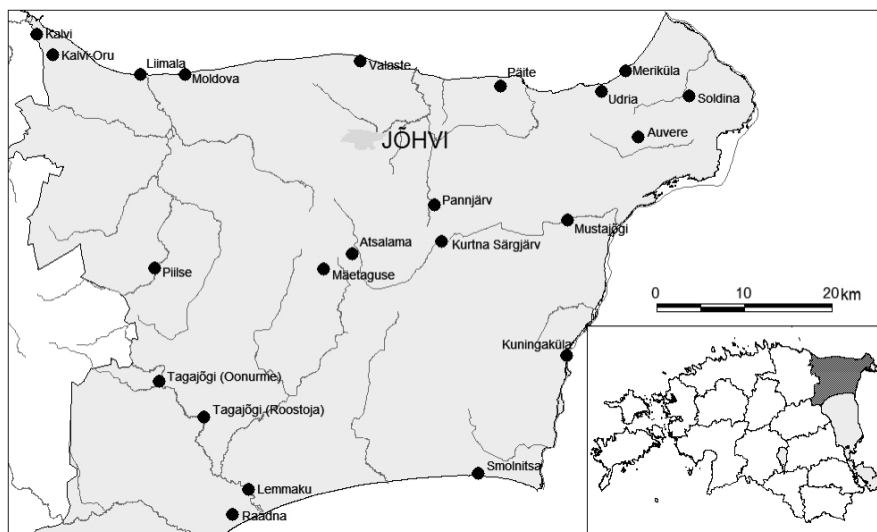 Kalvi
Kalvi-Oru
Liimala
Moldova
Valaste
Päite
Meriküla
Udria
Soldina
Auvere
JÕHVI
Pannjärv
Mustajõgi
Atsalama
Kurtna Särgjärv
Mäetaguse
Piilse
0 10 20 km
Kuningaküla
Tagajõgi (Oonurme)
Tagajõgi (Roostoja)
Smolnitsa
Lemmaku
Raadna